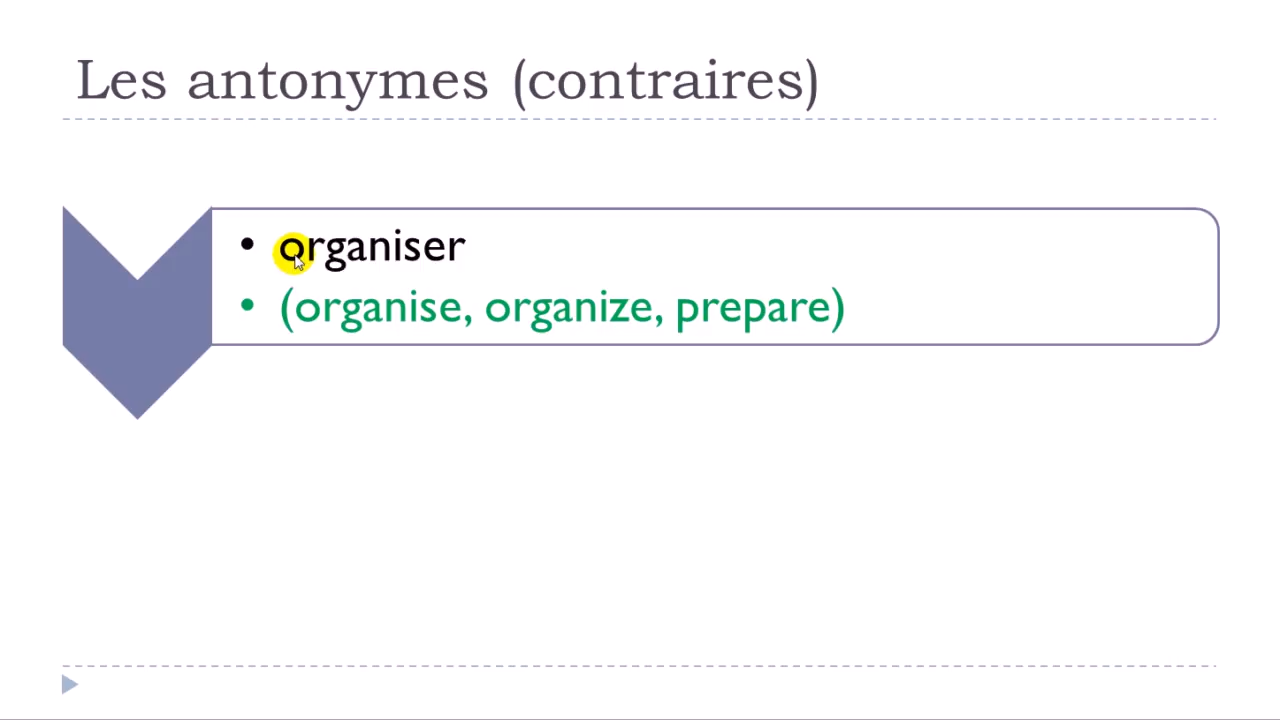 Les antonymes (contraires)
• organiser
• (organise, organize, prepare)